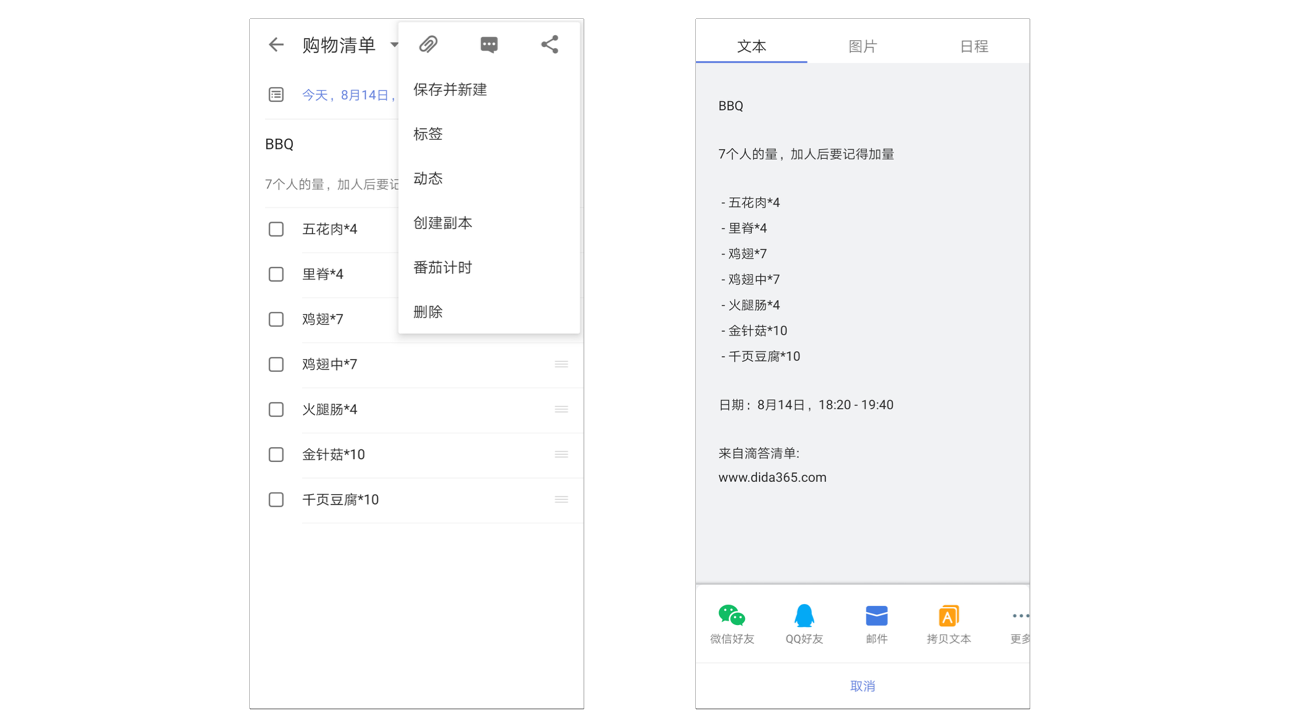 购物清单
今天，8月14日，
BBQ
7个人的量，加人后要记
五花肉*4
里脊*4
鸡翅*7
鸡翅中*7
火腿肠*4
金针菇*10
千页豆腐*10
保存并新建
标签
动态
创建副本
番茄计时
删除
文本 图片 日程
BBQ
7个人的量，加人后要记得加量
- 五花肉*4
- 里脊*4
- 鸡翅*7
- 鸡翅中*7
- 火腿肠*4
- 金针菇*10
- 千页豆腐*10
日期：8月14日，18:20 - 19:40
来自滴答清单:
www.dida365.com
微信好友 QQ好友 邮件 拷贝文本 更多
取消